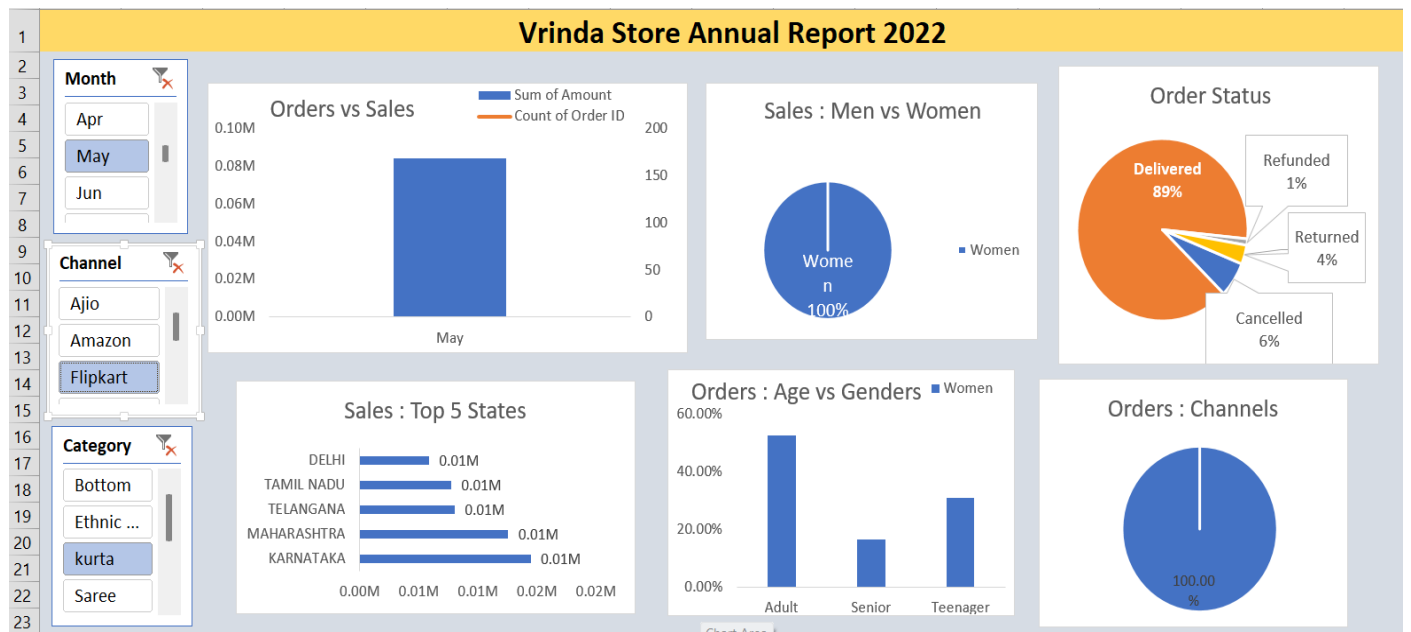 Vrinda Store Annual Report 2022
1
2
3
4
5
6
7
8
9
10
11
12
13
14
15
16
17
18
19
20
21
22
23
Month
Apr
May
Jun
Channel
Ajio
Amazon
Flipkart
Category
Bottom
Ethnic ...
kurta
Saree
Orders vs Sales
Sum of Amount
Count of Order ID
0.10M
0.08M
0.06M
0.04M
0.02M
0.00M
200
150
100
50
0
May
Sales : Men vs Women
Wome
n
100%
Women
Order Status
Delivered
89%
Refunded
1%
Returned
4%
Cancelled
6%
Sales : Top 5 States
DELHI 0.01M
TAMIL NADU 0.01M
TELANGANA 0.01M
MAHARASHTRA 0.01M
KARNATAKA 0.01M
0.00M 0.01M 0.01M 0.02M 0.02M
Orders : Age vs Genders
Women
60.00%
40.00%
20.00%
0.00%
Adult Senior Teenager
Orders : Channels
100.00
%